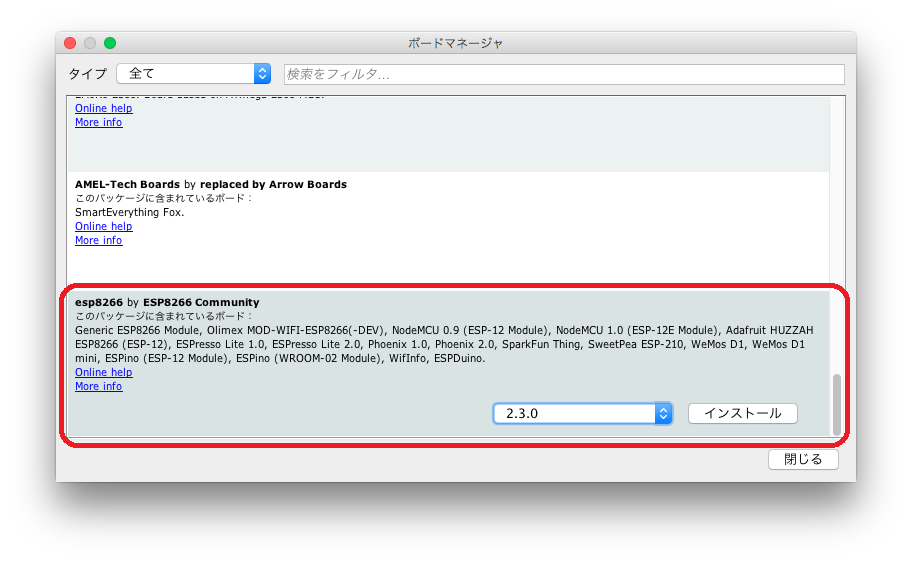 ボードマネージャ
タイプ 全て 検索をフィルタ...
Online help
More info
AMEL-Tech Boards by replaced by Arrow Boards
このパッケージに含まれているボード：
SmartEverything Fox.
Online help
More info
esp8266 by ESP8266 Community
このパッケージに含まれているボード：
Generic ESP8266 Module, Olimex MOD-WIFI-ESP8266(-DEV), NodeMCU 0.9 (ESP-12 Module), NodeMCU 1.0 (ESP-12E Module), Adafruit HUZZAH
ESP8266 (ESP-12), ESPresso Lite 1.0, ESPresso Lite 2.0, Phoenix 1.0, Phoenix 2.0, SparkFun Thing, SweetPea ESP-210, WeMos D1, WeMos D1
mini, ESPino (ESP-12 Module), ESPino (WROOM-02 Module), WifInfo, ESPDuino.
Online help
More info
2.3.0 インストール
閉じる